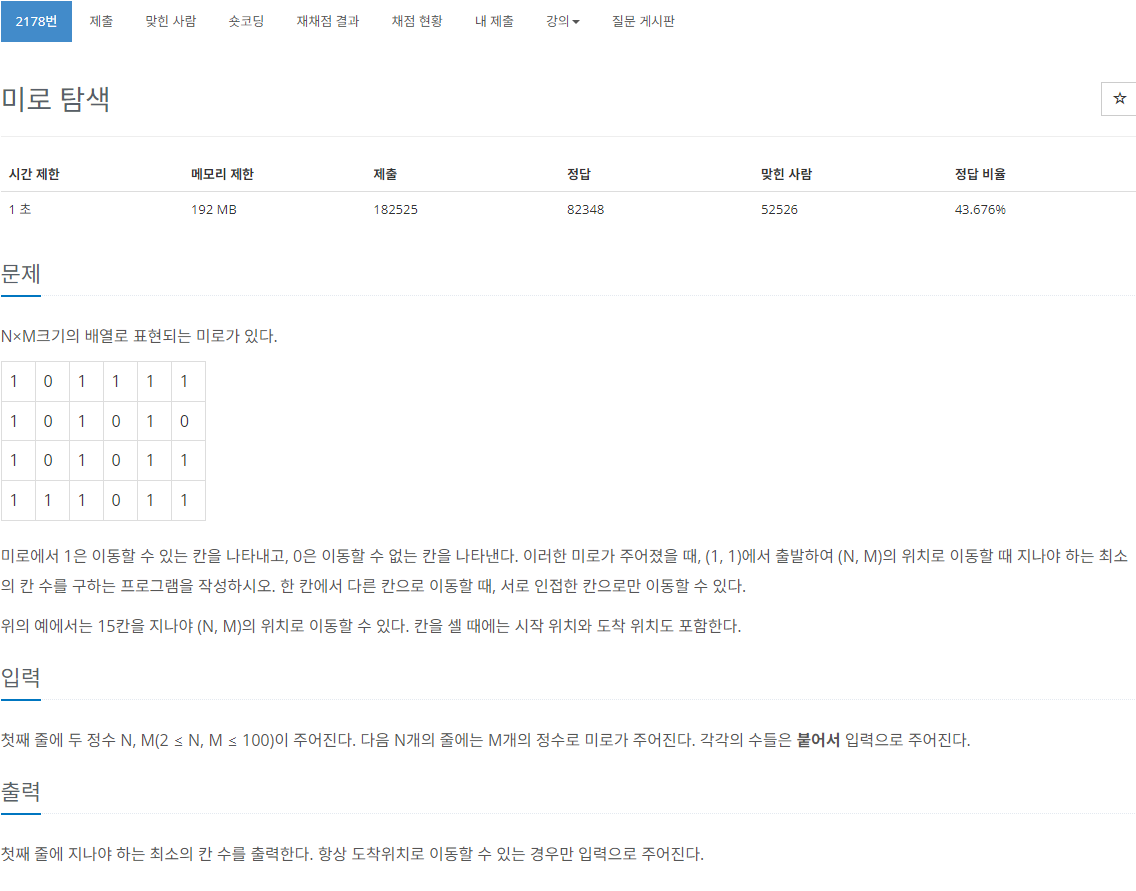 2178번 제출 맞힌 사람 숏코딩 재채점 결과 채점 현황 내 제출 강의 질문 게시판
미로 탐색
시간 제한 메모리 제한 제출 정답 맞힌 사람 정답 비율
1 초 192 MB 182525 82348 52526 43.676%
문제
N×M크기의 배열로 표현되는 미로가 있다.
1 0 1 1 1 1
1 0 1 0 1 0
1 0 1 0 1 1
1 1 1 0 1 1
미로에서 1은 이동할 수 있는 칸을 나타내고, 0은 이동할 수 없는 칸을 나타낸다. 이러한 미로가 주어졌을 때, (1, 1)에서 출발하여 (N, M)의 위치로 이동할 때 지나야 하는 최소
의 칸 수를 구하는 프로그램을 작성하시오. 한 칸에서 다른 칸으로 이동할 때, 서로 인접한 칸으로만 이동할 수 있다.
위의 예에서는 15칸을 지나야 (N, M)의 위치로 이동할 수 있다. 칸을 셀 때에는 시작 위치와 도착 위치도 포함한다.
입력
첫째 줄에 두 정수 N, M(2 ≤ N, M ≤ 100)이 주어진다. 다음 N개의 줄에는 M개의 정수로 미로가 주어진다. 각각의 수들은 붙어서 입력으로 주어진다.
출력
첫째 줄에 지나야 하는 최소의 칸 수를 출력한다. 항상 도착위치로 이동할 수 있는 경우만 입력으로 주어진다.